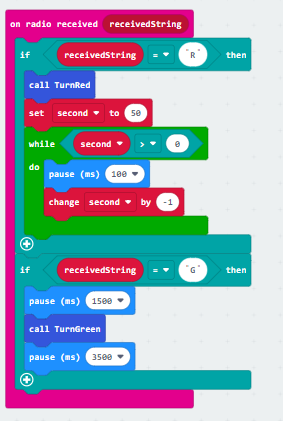 on radio received receivedString
if receivedString = "R" then
call TurnRed
set second to 50
while second > 0
do pause (ms) 100
change second by -1
if receivedString = "G" then
pause (ms) 1500
call TurnGreen
pause (ms) 3500